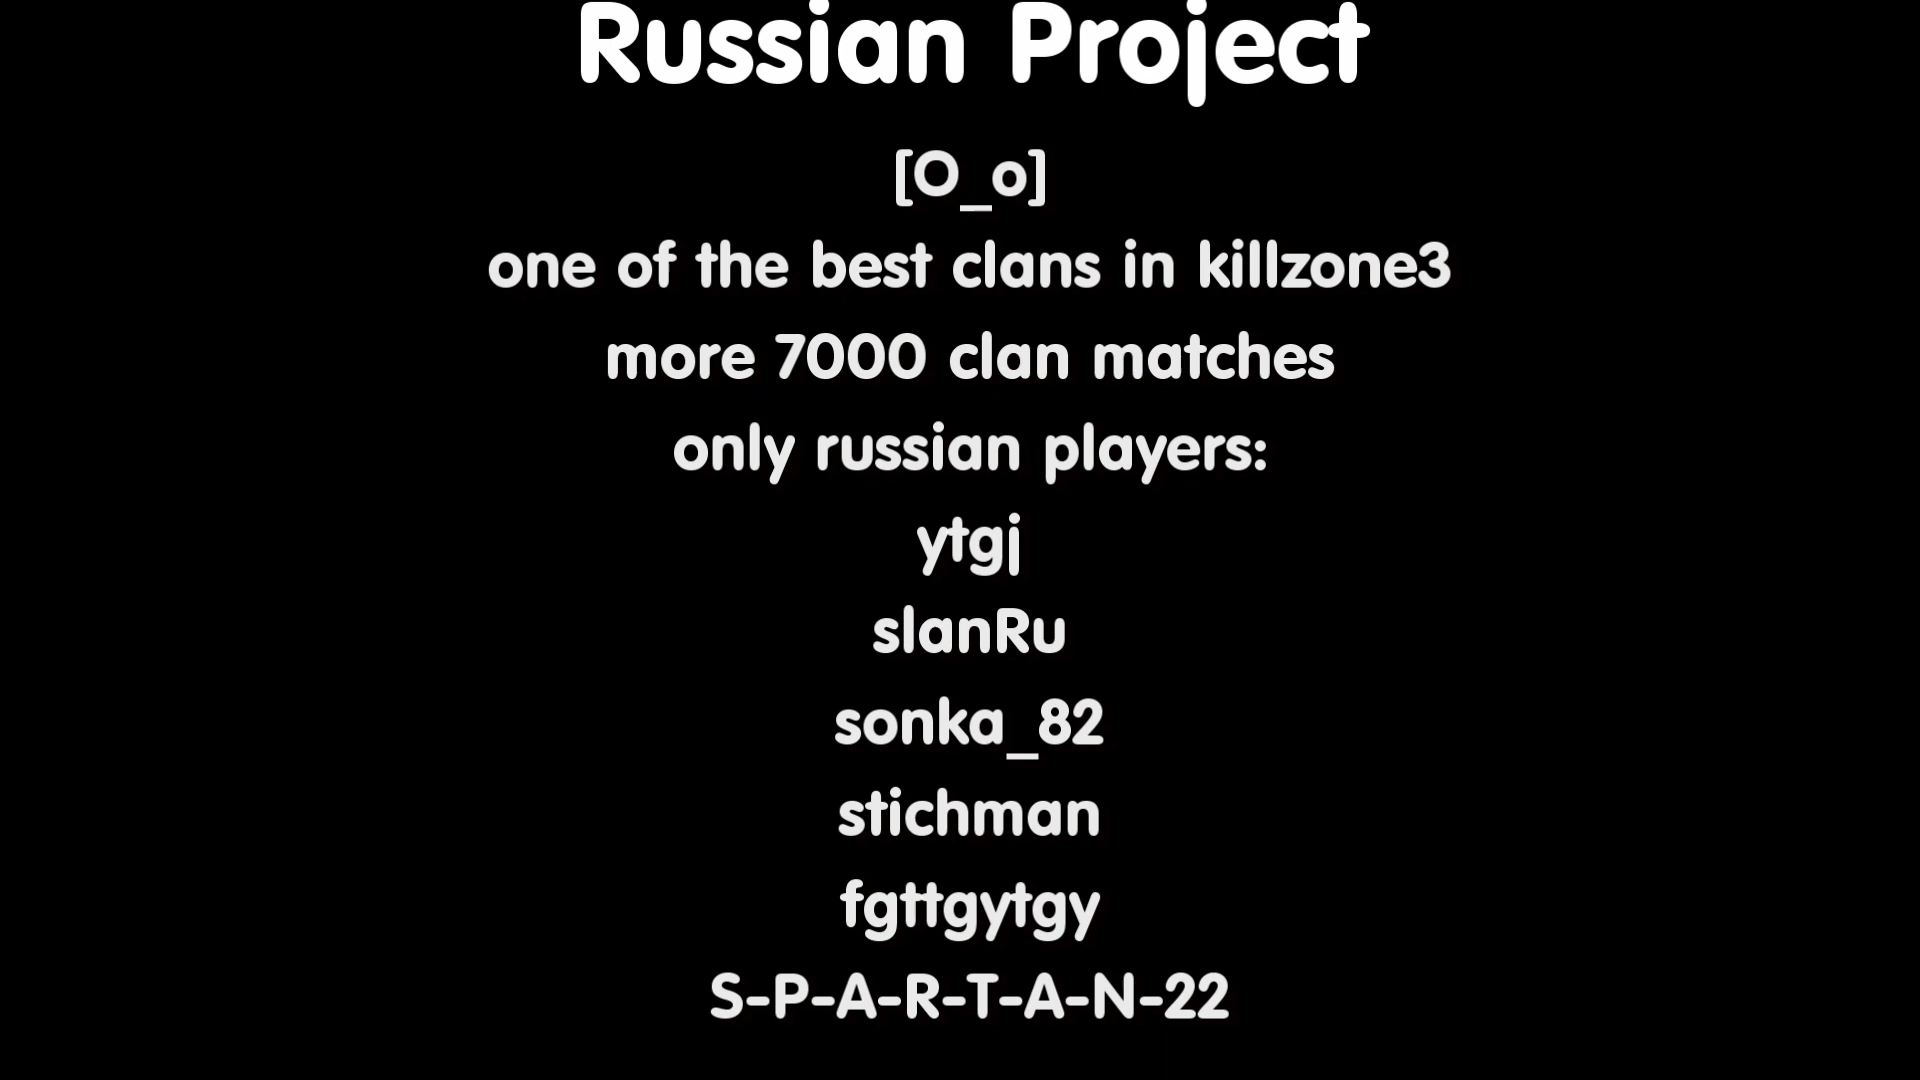 Russian Project
[O_o]
one of the best clans in killzone3
more 7000 clan matches
only russian players:
ytgj
slanRu
sonka_82
stichman
fgttgytgy
S-P-A-R-T-A-N-22